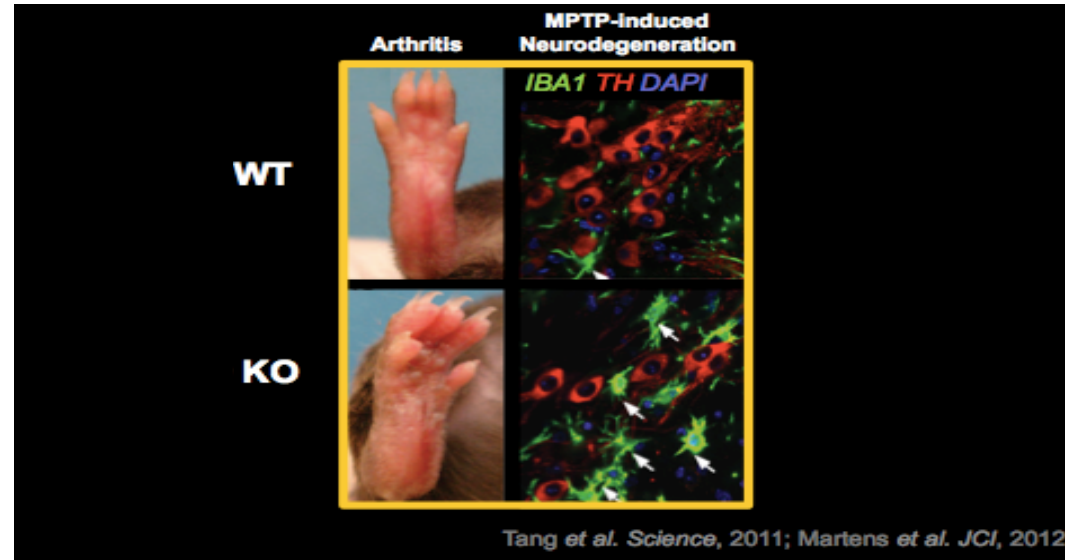 Arthritis
MPTP-induced
Neurodegeneration
WT
IBA1 TH DAPI
KO
Tang et al. Science, 2011; Martens et al. JCI, 2012